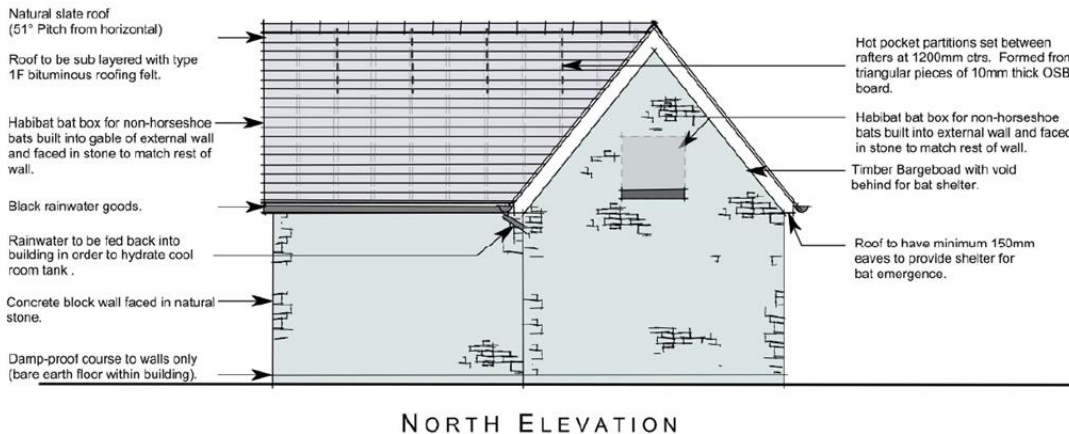 Natural slate roof
(51° Pitch from horizontal)
Roof to be sub layered with type
1F bituminous roofing felt.
Habibat bat box for non-horseshoe
bats built into gable of external wall
and faced in stone to match rest of
wall.
Black rainwater goods.
Rainwater to be fed back into
building in order to hydrate cool
room tank .
Concrete block wall faced in natural
stone.
Damp-proof course to walls only
(bare earth floor within building).
Hot pocket partitions set between
rafters at 1200mm ctrs. Formed from
triangular pieces of 10mm thick OSB
board.
Habibat bat box for non-horseshoe
bats built into external wall and faced
in stone to match rest of wall.
Timber Bargeboad with void
behind for bat shelter.
Roof to have minimum 150mm
eaves to provide shelter for
bat emergence.
NORTH ELEVATION